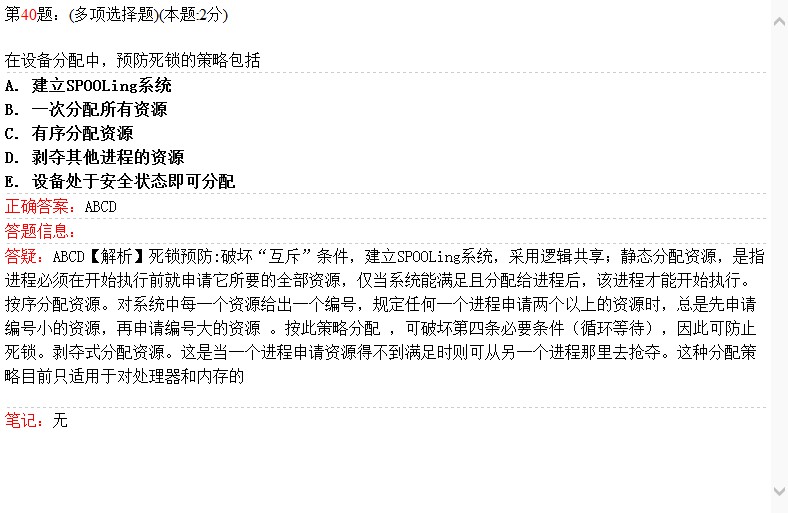 第40题：(多项选择题)(本题:2分)
在设备分配中，预防死锁的策略包括
A. 建立SPOOLing系统
B. 一次分配所有资源
C. 有序分配资源
D. 剥夺其他进程的资源
E. 设备处于安全状态即可分配
正确答案：ABCD
答题信息：
答疑：ABCD【解析】死锁预防:破坏“互斥”条件，建立SPOOLing系统，采用逻辑共享；静态分配资源，是指
进程必须在开始执行前就申请它所要的全部资源，仅当系统能满足且分配给进程后，该进程才能开始执行。
按序分配资源。对系统中每一个资源给出一个编号，规定任何一个进程申请两个以上的资源时，总是先申请
编号小的资源，再申请编号大的资源 。按此策略分配 ，可破坏第四条必要条件（循环等待），因此可防止
死锁。剥夺式分配资源。这是当一个进程申请资源得不到满足时则可从另一个进程那里去抢夺。这种分配策
略目前只适用于对处理器和内存的
笔记：无